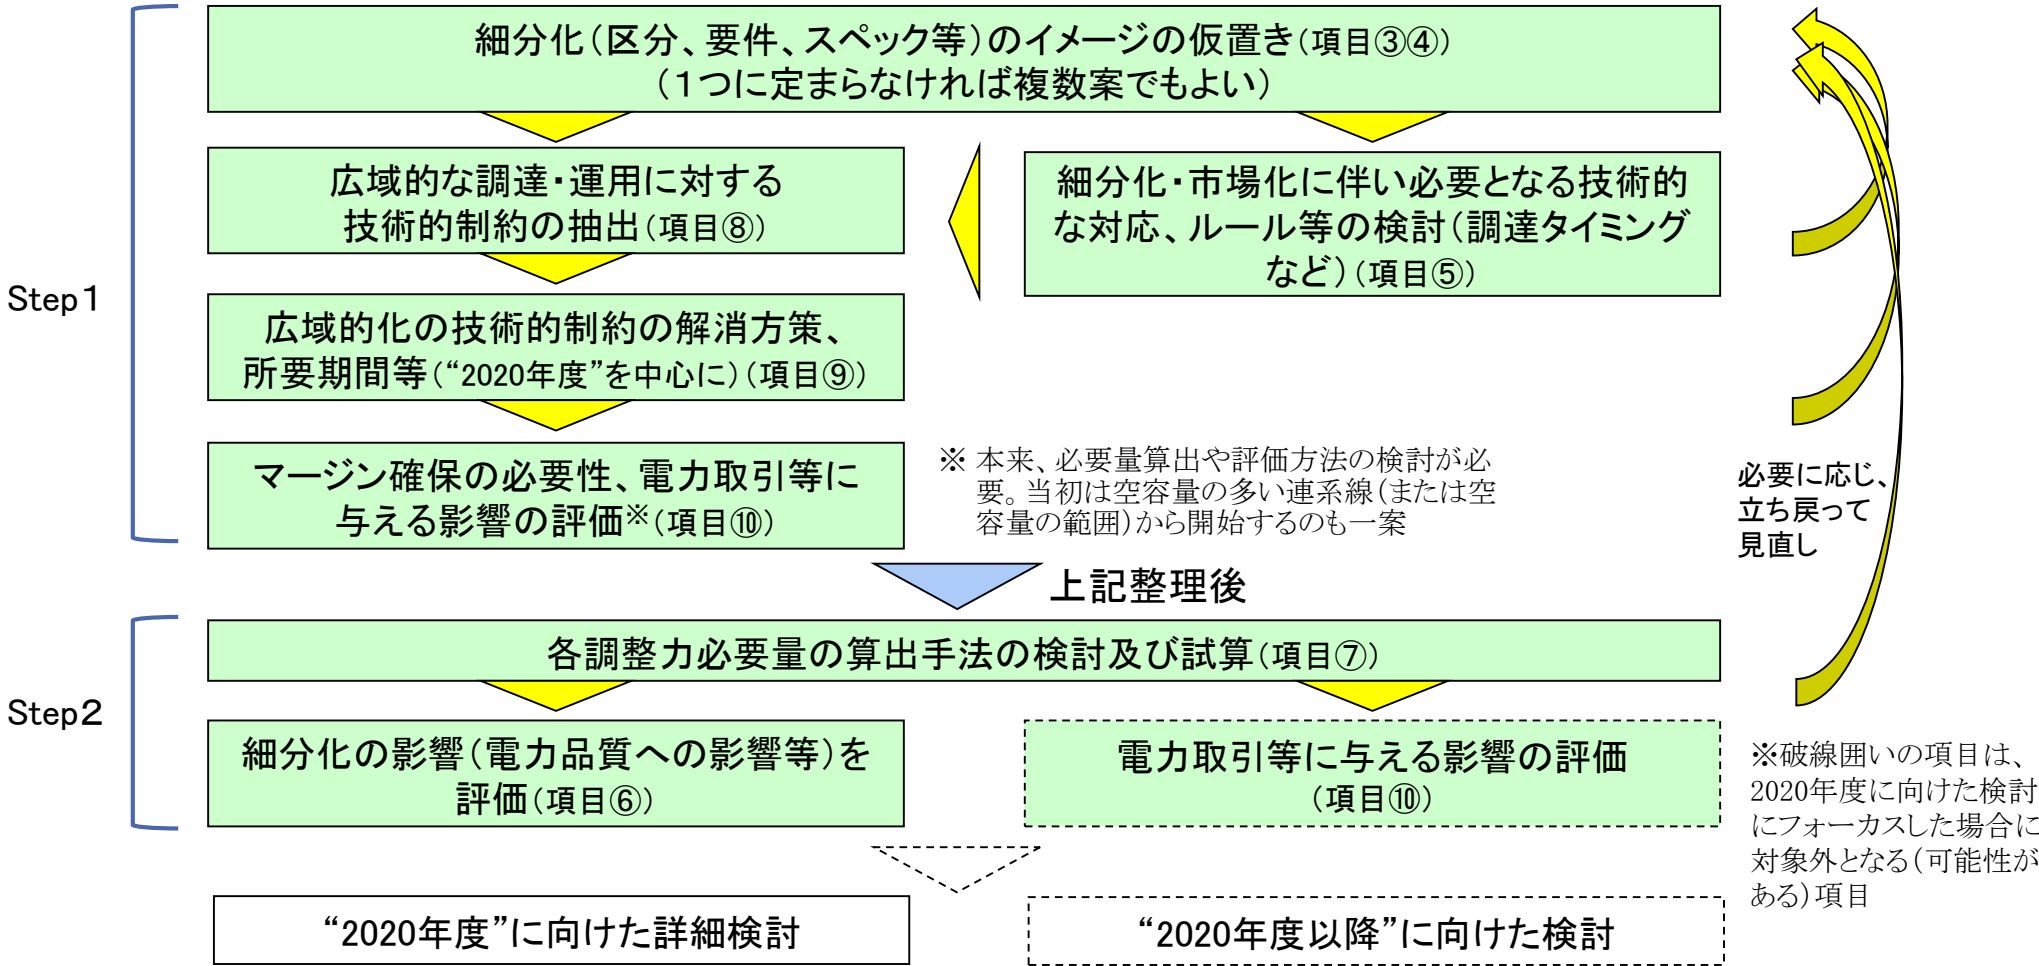 細分化（区分、要件、スペック等）のイメージの仮置き（項目③④）
（１つに定まらなければ複数案でもよい）
広域的な調達・運用に対する
技術的制約の抽出（項目⑧）
細分化・市場化に伴い必要となる技術的
な対応、ルール等の検討（調達タイミング
など）（項目⑤）
Step１
広域的化の技術的制約の解消方策、
所要期間等（“2020年度”を中心に）（項目⑨）
マージン確保の必要性、電力取引等に
与える影響の評価※（項目⑩）
※ 本来、必要量算出や評価方法の検討が必
要。当初は空容量の多い連系線（または空
容量の範囲）から開始するのも一案
必要に応じ、
立ち戻って
見直し
上記整理後
各調整力必要量の算出手法の検討及び試算（項目⑦）
Step２
細分化の影響（電力品質への影響等）を
評価（項目⑥）
電力取引等に与える影響の評価
（項目⑩）
※破線囲いの項目は、
2020年度に向けた検討
にフォーカスした場合に
対象外となる（可能性が
ある）項目
“2020年度”に向けた詳細検討
“2020年度以降”に向けた検討